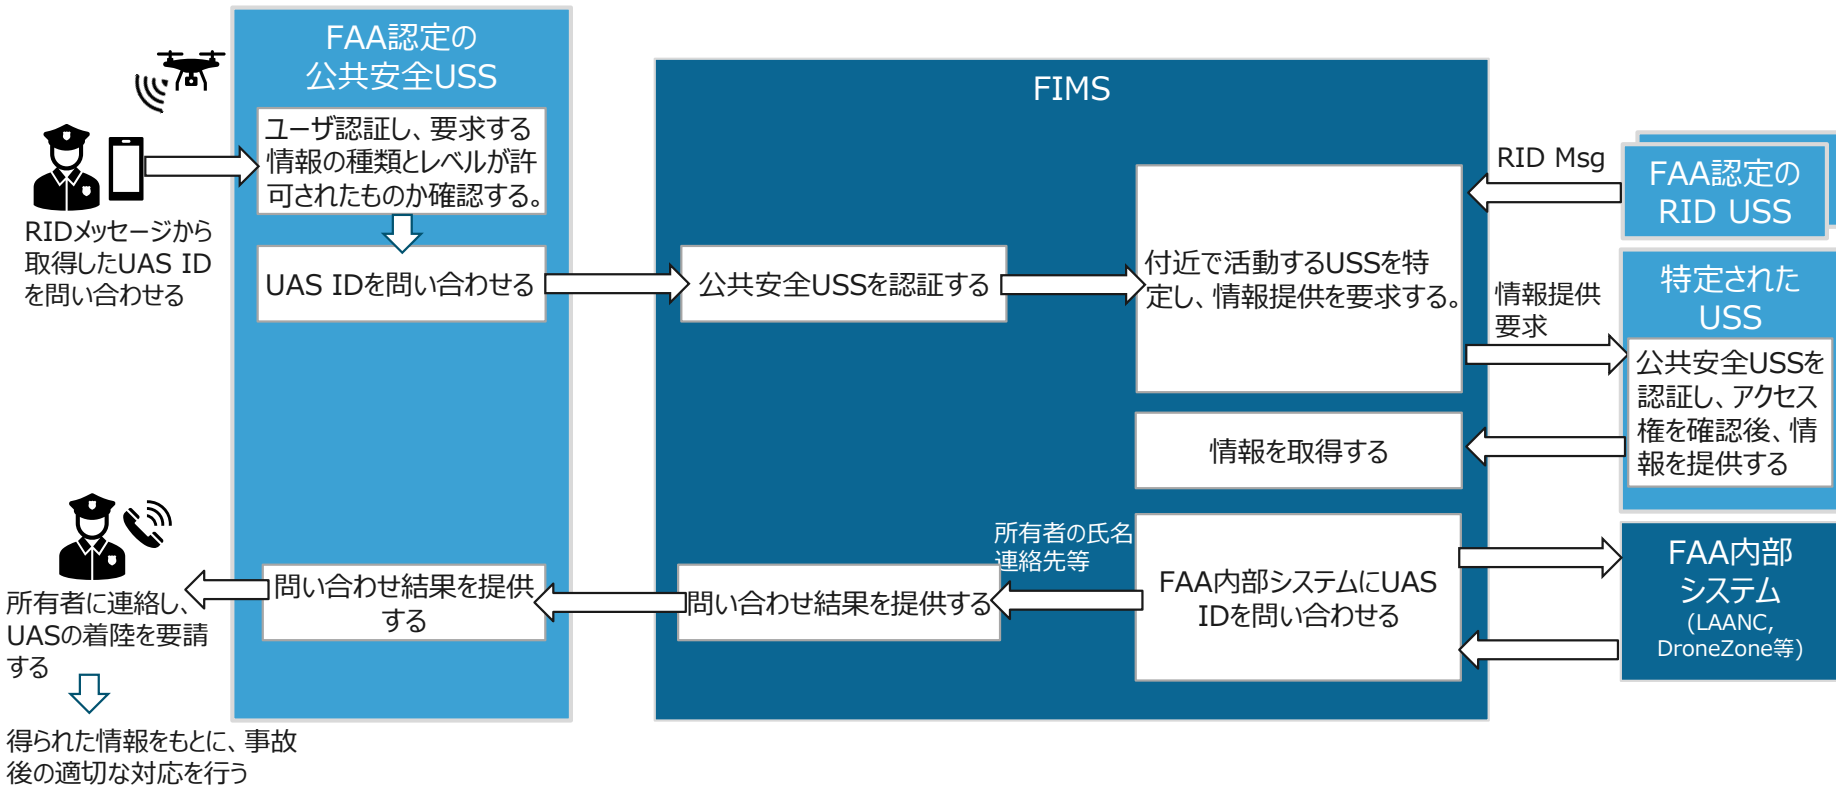 FAA認定の
公共安全USS
ユーザ認証し、要求する
情報の種類とレベルが許
可されたものか確認する。
RIDメッセージから
取得したUAS ID
を問い合わせる
UAS IDを問い合わせる
FIMS
公共安全USSを認証する
付近で活動するUSSを特
定し、情報提供を要求する。
RID Msg
FAA認定の
RID USS
情報提供
要求
特定された
USS
公共安全USSを
認証し、アクセス
権を確認後、情
報を提供する
情報を取得する
FAA内部システムにUAS
IDを問い合わせる
FAA内部
システム
(LAANC,
DroneZone等)
所有者の氏名
連絡先等
問い合わせ結果を提供する
問い合わせ結果を提供
する
所有者に連絡し、
UASの着陸を要請
する
得られた情報をもとに、事故
後の適切な対応を行う